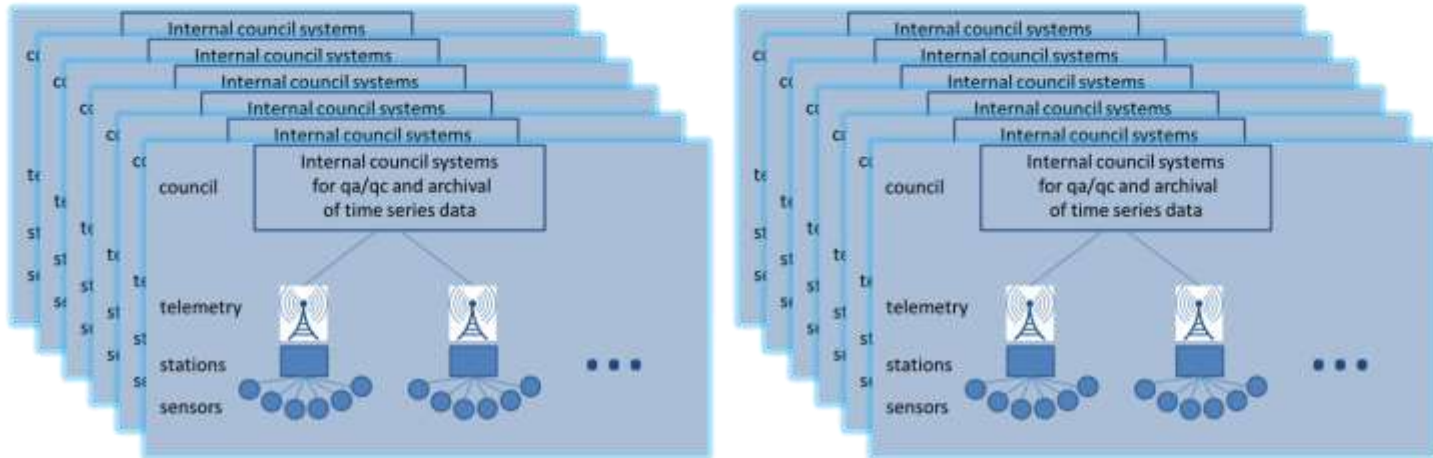 Internal council systems
Internal council systems
Internal council systems
Internal council systems
Internal council systems
Internal council systems
for qa/qc and archival
of time series data
council
telemetry
stations
sensors
Internal council systems
Internal council systems
Internal council systems
Internal council systems
Internal council systems
Internal council systems
for qa/qc and archival
of time series data
council
telemetry
stations
sensors